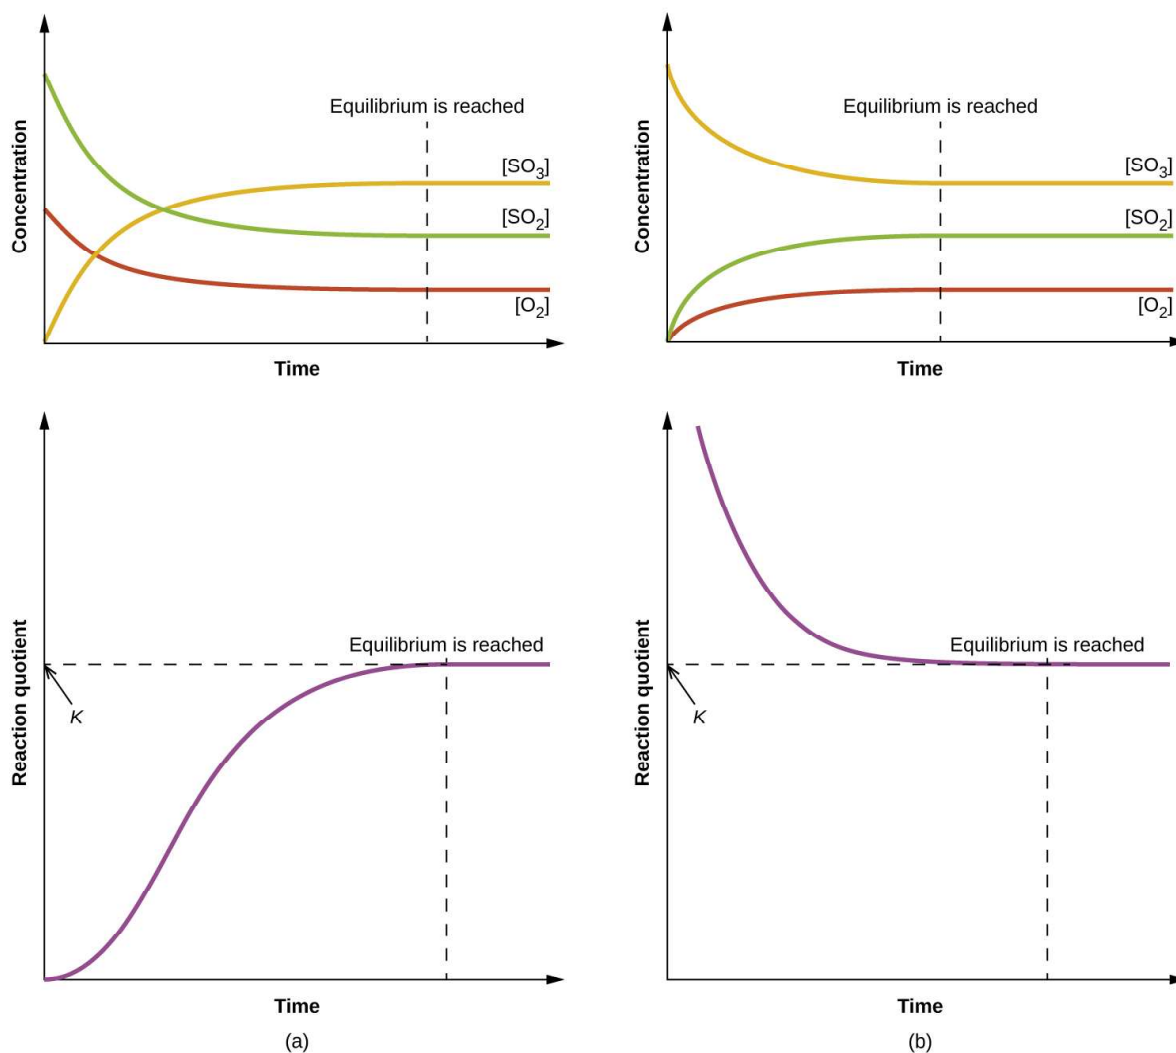 Concentration
Equilibrium is reached
[SO₃]
[SO₂]
[O₂]
Time
Concentration
Equilibrium is reached
[SO₃]
[SO₂]
[O₂]
Time
Reaction quotient
Equilibrium is reached
K
Time
(a)
Reaction quotient
Equilibrium is reached
K
Time
(b)